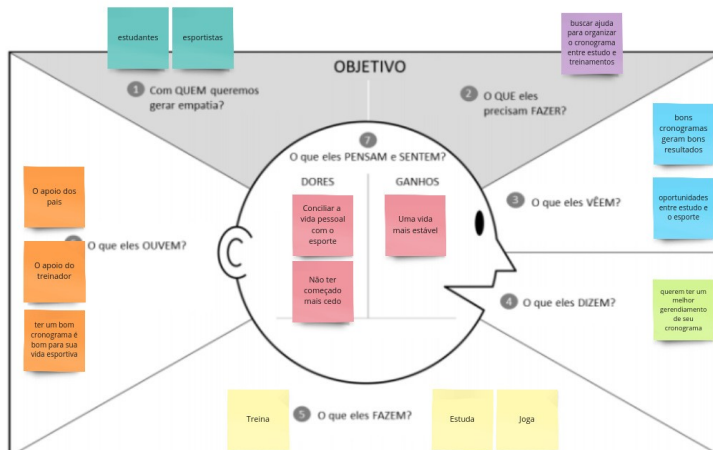 estudantes
esportistas
buscar ajuda
para organizar
o cronograma
entre estudo e
treinamentos
OBJETIVO
1 Com QUEM queremos
gerar empatia?
2 O QUE eles
precisam FAZER?
7
O que eles PENSAM e SENTEM?
DORES
GANHOS
Conciliar a
vida pessoal
com o
esporte
Não ter
começado
mais cedo
Uma vida
mais estável
bons
cronogramas
geram bons
resultados
3 O que eles VÊEM?
oportunidades
entre estudo e
o esporte
4 O que eles DIZEM?
querem ter um
melhor
gerendiamento
de seu
cronograma
O apoio dos
pais
O que eles OUVEM?
O apoio do
treinador
ter um bom
cronograma é
bom para sua
vida esportiva
Treina
5 O que eles FAZEM?
Estuda
Joga